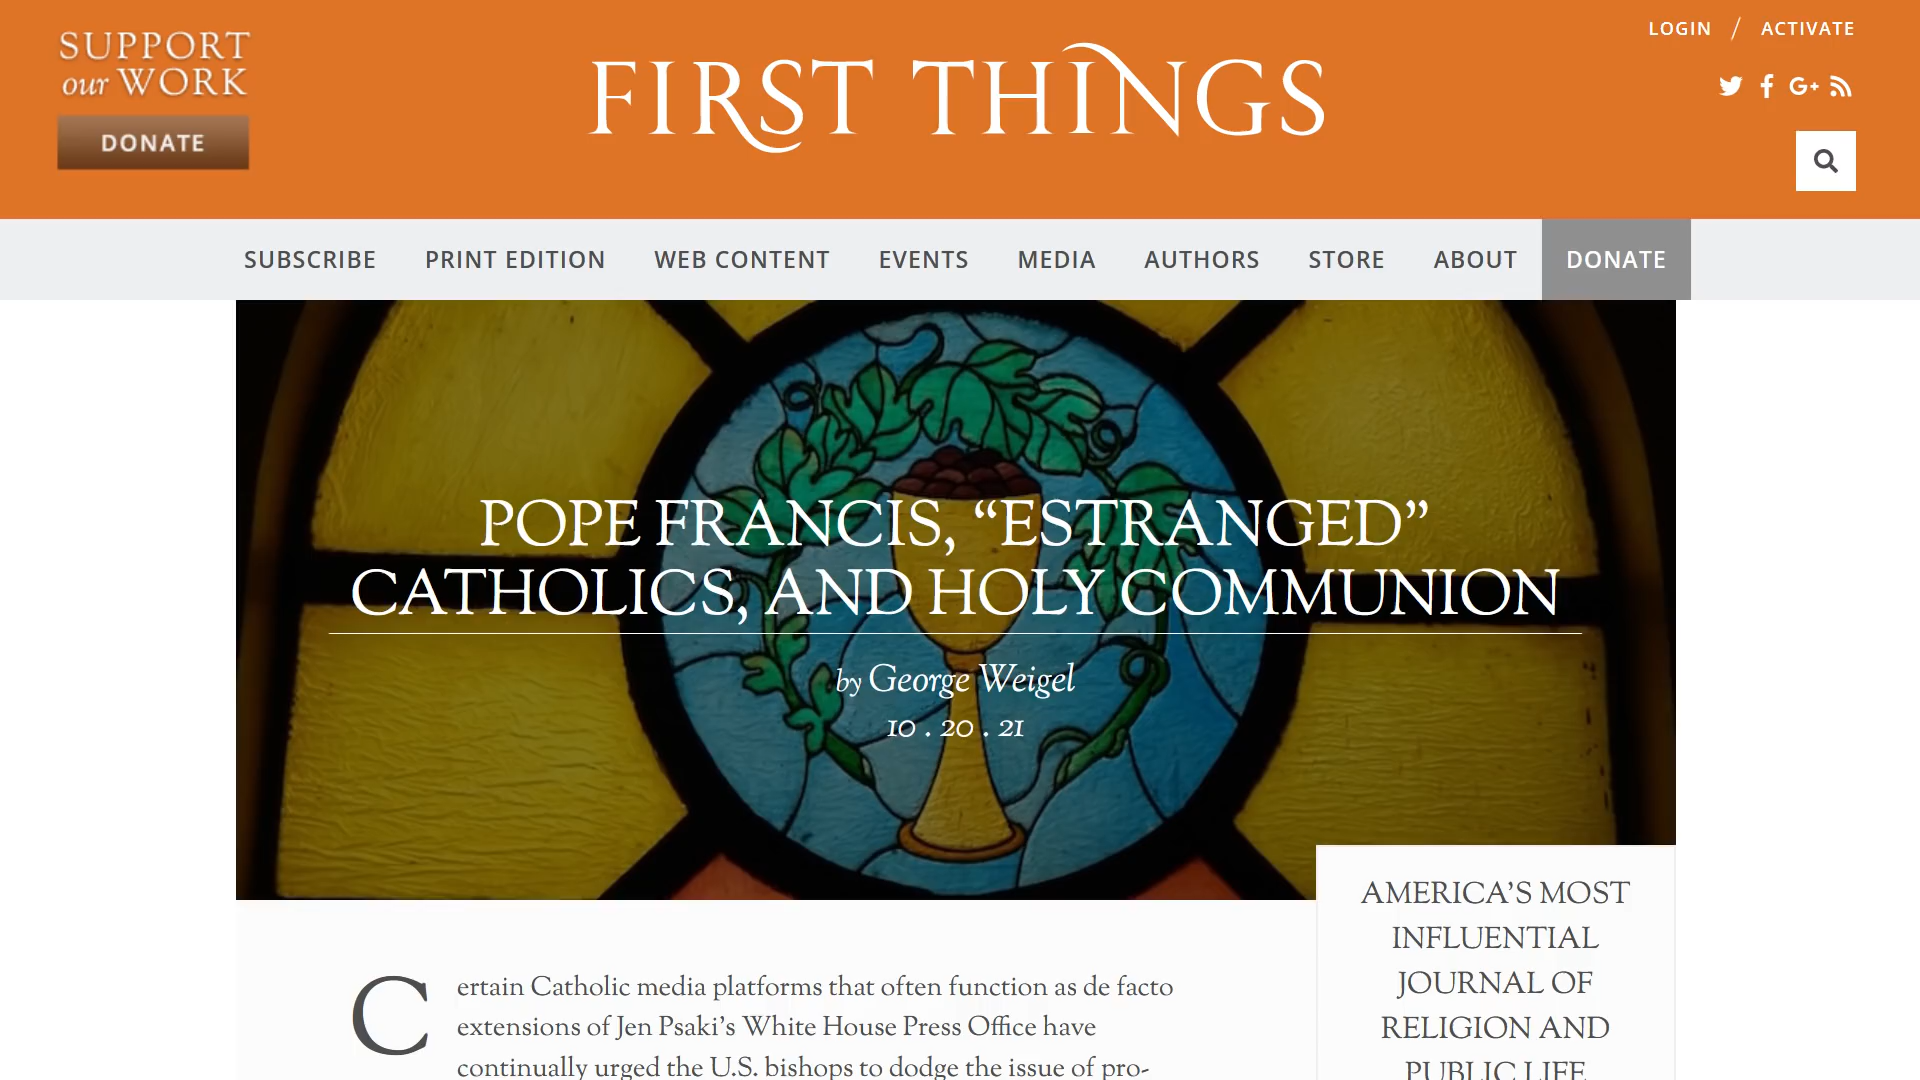 SUPPORT
our WORK
DONATE
FIRST THINGS
LOGIN / ACTIVATE
SUBSCRIBE PRINT EDITION WEB CONTENT EVENTS MEDIA AUTHORS STORE ABOUT DONATE
POPE FRANCIS, “ESTRANGED”
CATHOLICS, AND HOLY COMMUNION
by George Weigel
10 . 20 . 21
Certain Catholic media platforms that often function as de facto
extensions of Jen Psaki’s White House Press Office have
continually urged the U.S. bishops to dodge the issue of pro-
AMERICA’S MOST
INFLUENTIAL
JOURNAL OF
RELIGION AND
PUBLIC LIFE